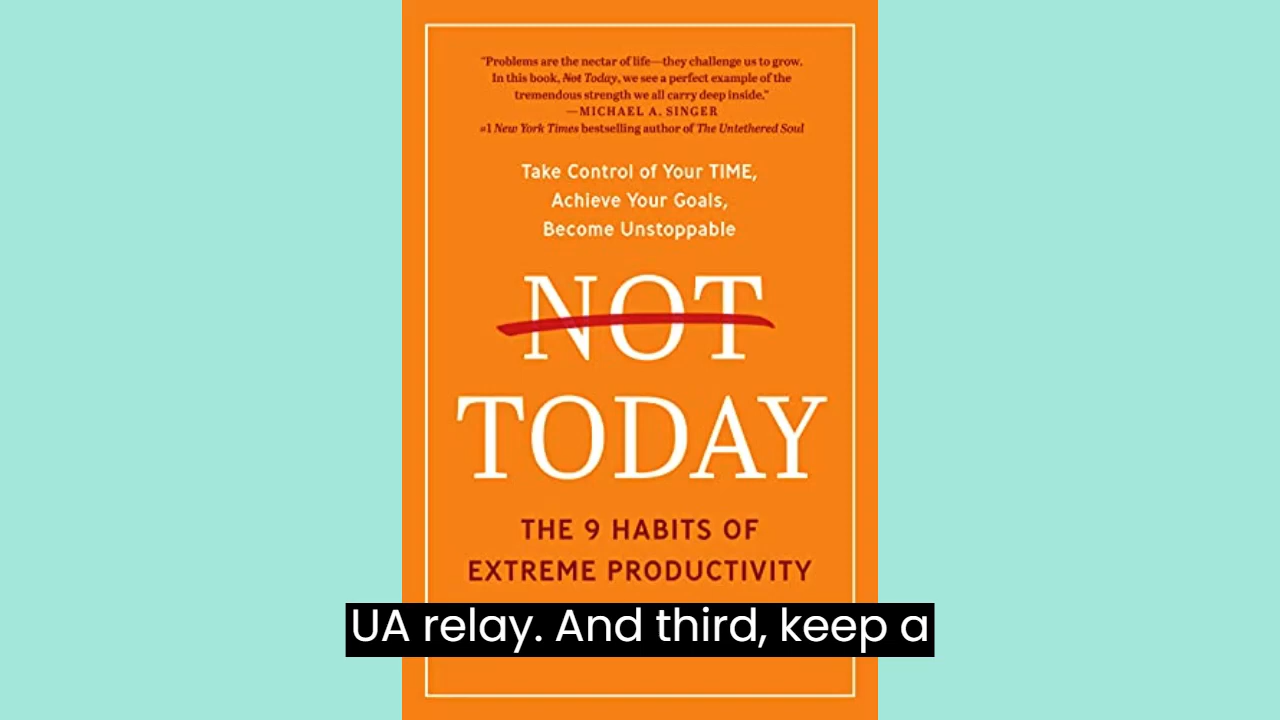 "Problems are the nectar of life—they challenge us to grow.
In this book, Not Today, we see a perfect example of the
tremendous strength we all carry deep inside."
—MICHAEL A. SINGER
#1 New York Times bestselling author of The Untethered Soul
Take Control of Your TIME,
Achieve Your Goals,
Become Unstoppable
NOT
TODAY
THE 9 HABITS OF
EXTREME PRODUCTIVITY
UA relay. And third, keep a